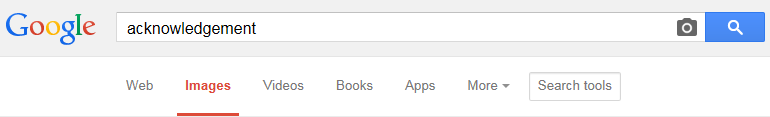 Google acknowledgement
Web Images Videos Books Apps More Search tools